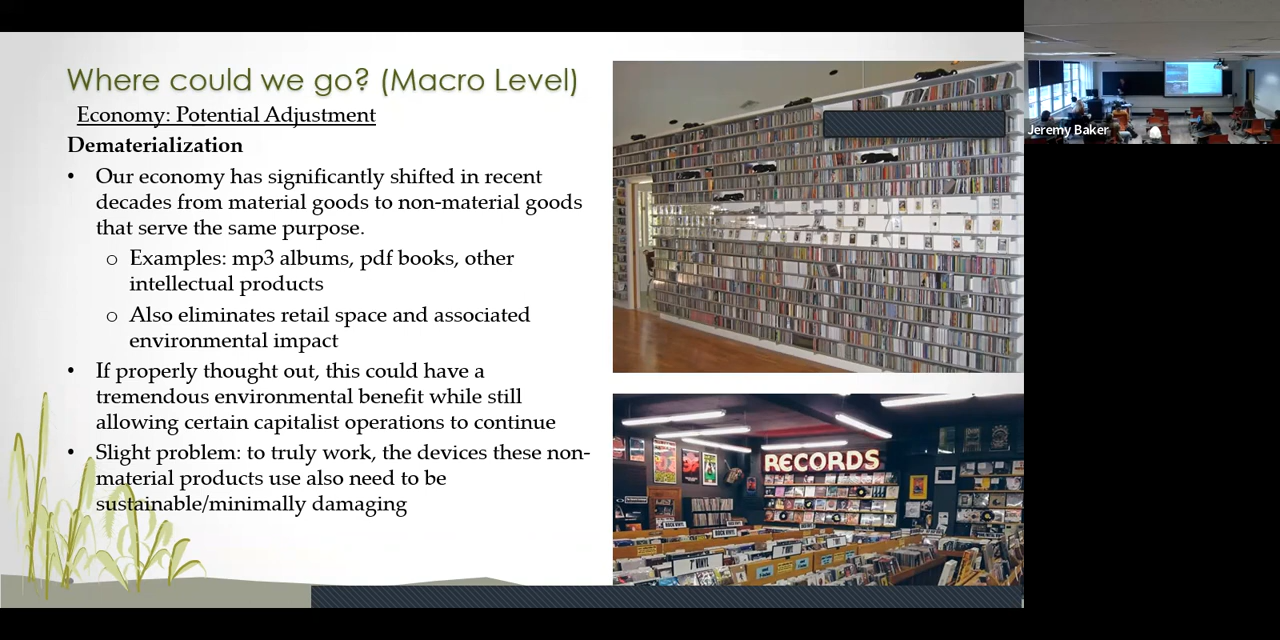 Where could we go? (Macro Level)
Economy: Potential Adjustment
Dematerialization
• Our economy has significantly shifted in recent
decades from material goods to non-material goods
that serve the same purpose.
o Examples: mp3 albums, pdf books, other
intellectual products
o Also eliminates retail space and associated
environmental impact
• If properly thought out, this could have a
tremendous environmental benefit while still
allowing certain capitalist operations to continue
• Slight problem: to truly work, the devices these non-
material products use also need to be
sustainable/minimally damaging
RECORDS
7" VINYL
Jeremy Baker